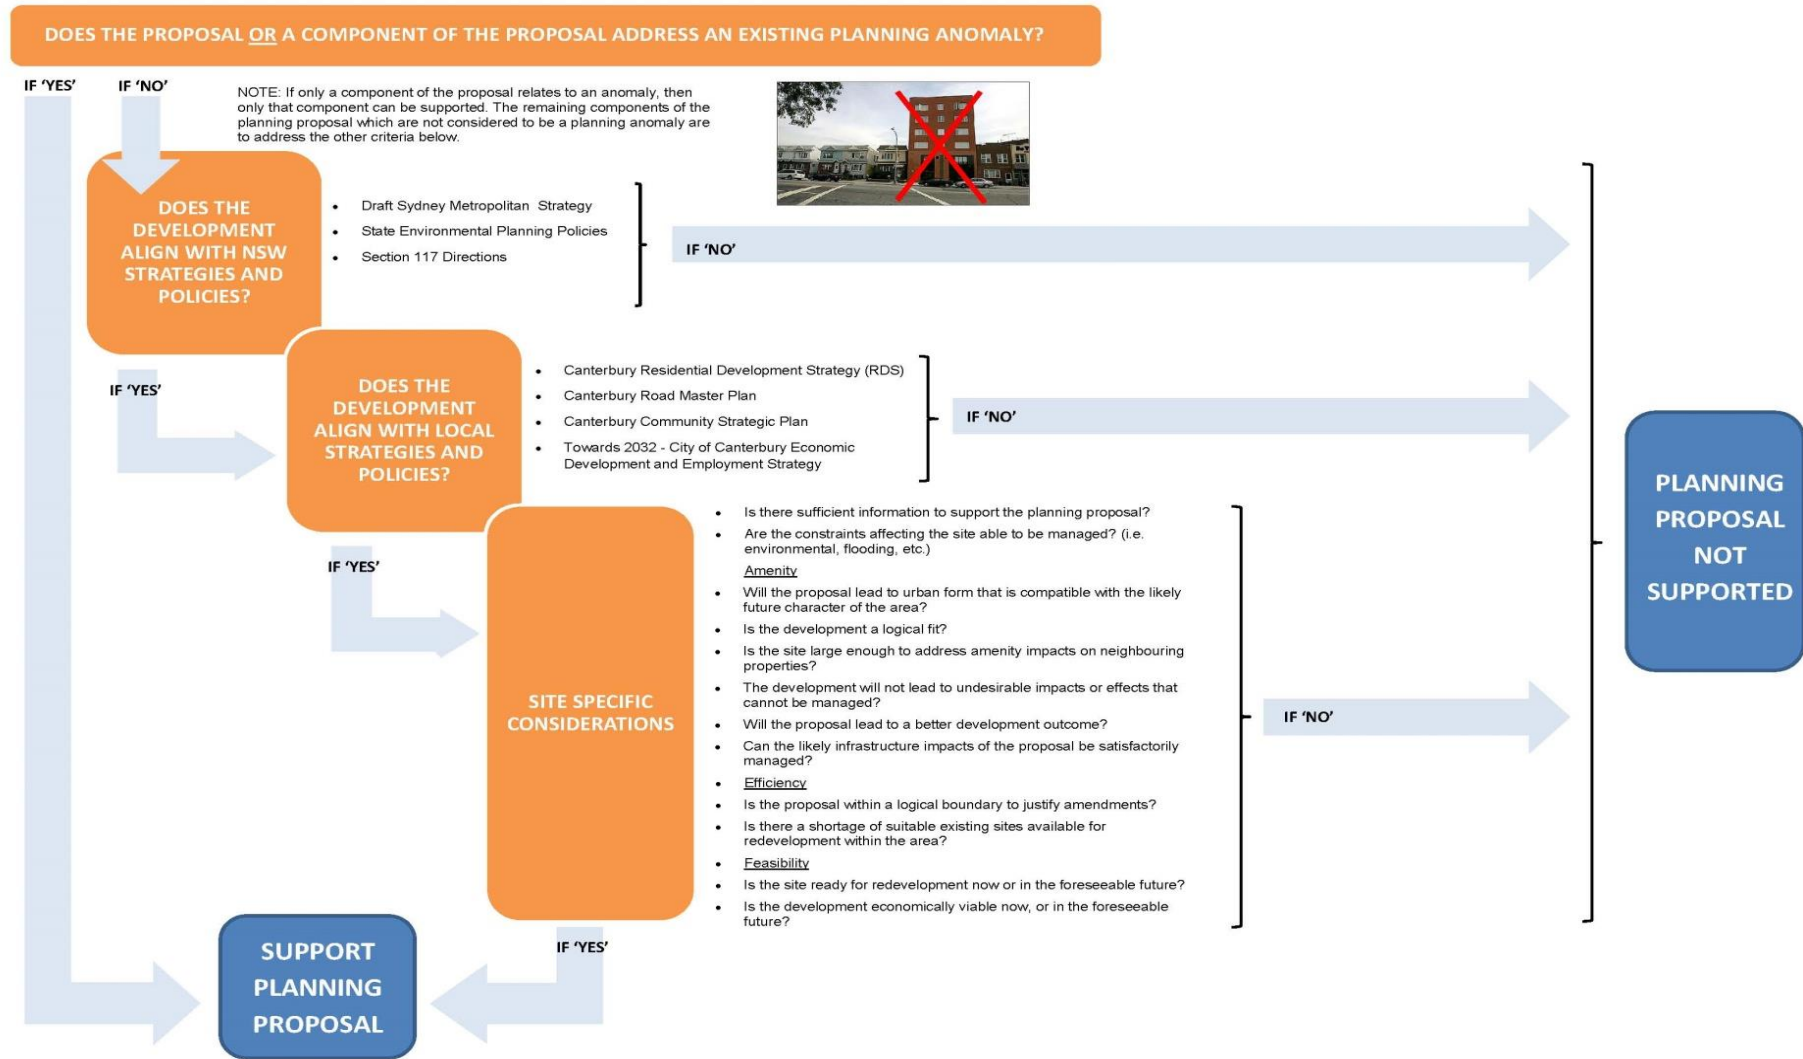 DOES THE PROPOSAL OR A COMPONENT OF THE PROPOSAL ADDRESS AN EXISTING PLANNING ANOMALY?
IF ‘YES’
IF ‘NO’
NOTE: If only a component of the proposal relates to an anomaly, then
only that component can be supported. The remaining components of the
planning proposal which are not considered to be a planning anomaly are
to address the other criteria below.
DOES THE
DEVELOPMENT
ALIGN WITH NSW
STRATEGIES AND
POLICIES?
• Draft Sydney Metropolitan Strategy
• State Environmental Planning Policies
• Section 117 Directions
IF ‘NO’
IF ‘YES’
DOES THE
DEVELOPMENT
ALIGN WITH LOCAL
STRATEGIES AND
POLICIES?
• Canterbury Residential Development Strategy (RDS)
• Canterbury Road Master Plan
• Canterbury Community Strategic Plan
• Towards 2032 - City of Canterbury Economic
Development and Employment Strategy
IF ‘NO’
IF ‘YES’
SITE SPECIFIC
CONSIDERATIONS
• Is there sufficient information to support the planning proposal?
• Are the constraints affecting the site able to be managed? (i.e.
environmental, flooding, etc.)
Amenity
• Will the proposal lead to urban form that is compatible with the likely
future character of the area?
• Is the development a logical fit?
• Is the site large enough to address amenity impacts on neighbouring
properties?
• The development will not lead to undesirable impacts or effects that
cannot be managed?
• Will the proposal lead to a better development outcome?
• Can the likely infrastructure impacts of the proposal be satisfactorily
managed?
• Efficiency
• Is the proposal within a logical boundary to justify amendments?
• Is there a shortage of suitable existing sites available for
redevelopment within the area?
• Feasibility
• Is the site ready for redevelopment now or in the foreseeable future?
• Is the development economically viable now, or in the foreseeable
future?
IF ‘NO’
IF ‘YES’
PLANNING
PROPOSAL
NOT
SUPPORTED
SUPPORT
PLANNING
PROPOSAL